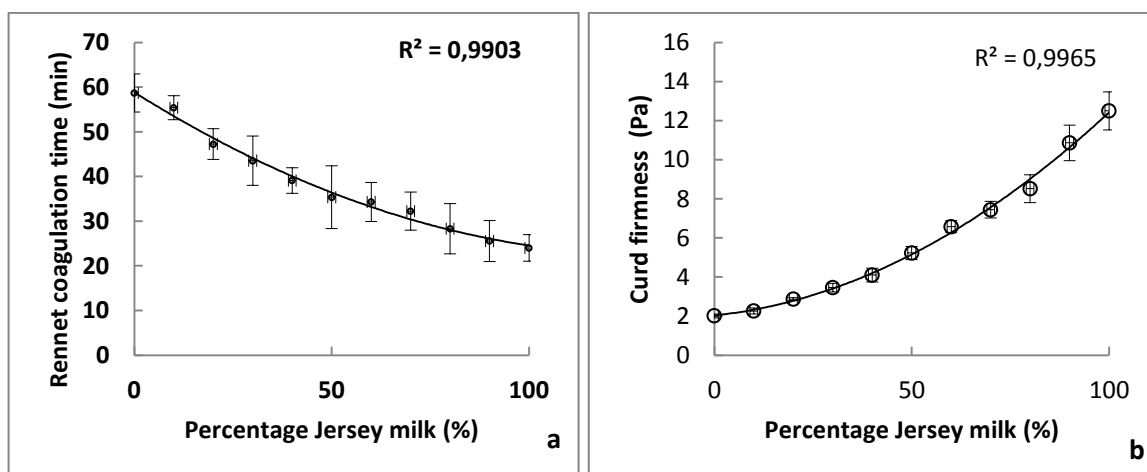 R² = 0,9903
70
60
50
40
30
20
10
0
Rennet coagulation time (min)
0 50 100
Percentage Jersey milk (%)
a
R² = 0,9965
16
14
12
10
8
6
4
2
0
Curd firmness (Pa)
0 50 100
Percentage Jersey milk (%)
b